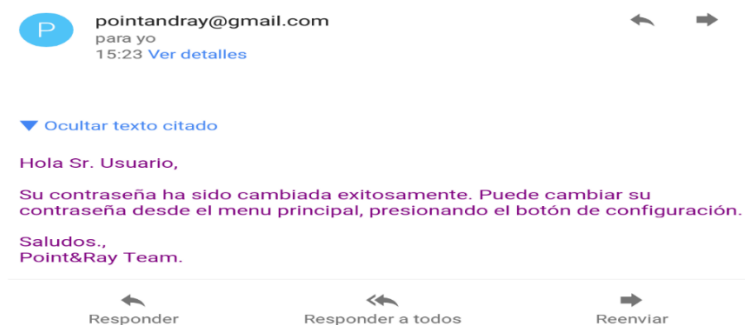 P
pointandray@gmail.com
para yo
15:23 Ver detalles
Ocultar texto citado
Hola Sr. Usuario,
Su contraseña ha sido cambiada exitosamente. Puede cambiar su
contraseña desde el menu principal, presionando el botón de configuración.
Saludos.,
Point&Ray Team.
Responder
Responder a todos
Reenviar